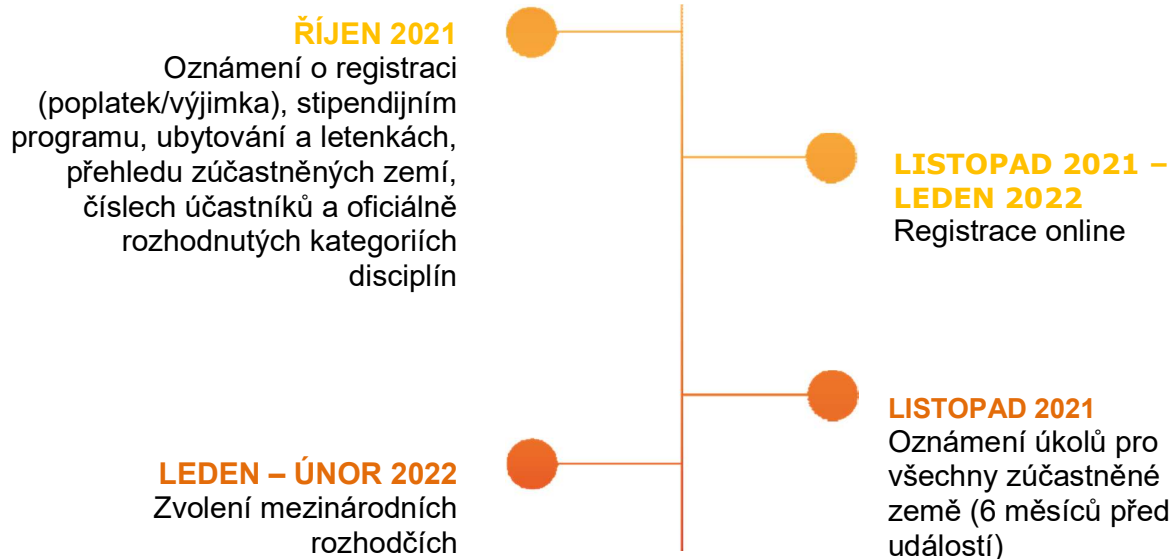 ŘÍJEN 2021
Oznámení o registraci
(poplatek/výjimka), stipendijním
programu, ubytování a letenkách,
přehledu zúčastněných zemí,
číslech účastníků a oficiálně
rozhodnutých kategoriích
disciplín
LISTOPAD 2021 –
LEDEN 2022
Registrace online
LISTOPAD 2021
Oznámení úkolů pro
všechny zúčastněné
země (6 měsíců před
událostí)
LEDEN – ÚNOR 2022
Zvolení mezinárodních
rozhodčích